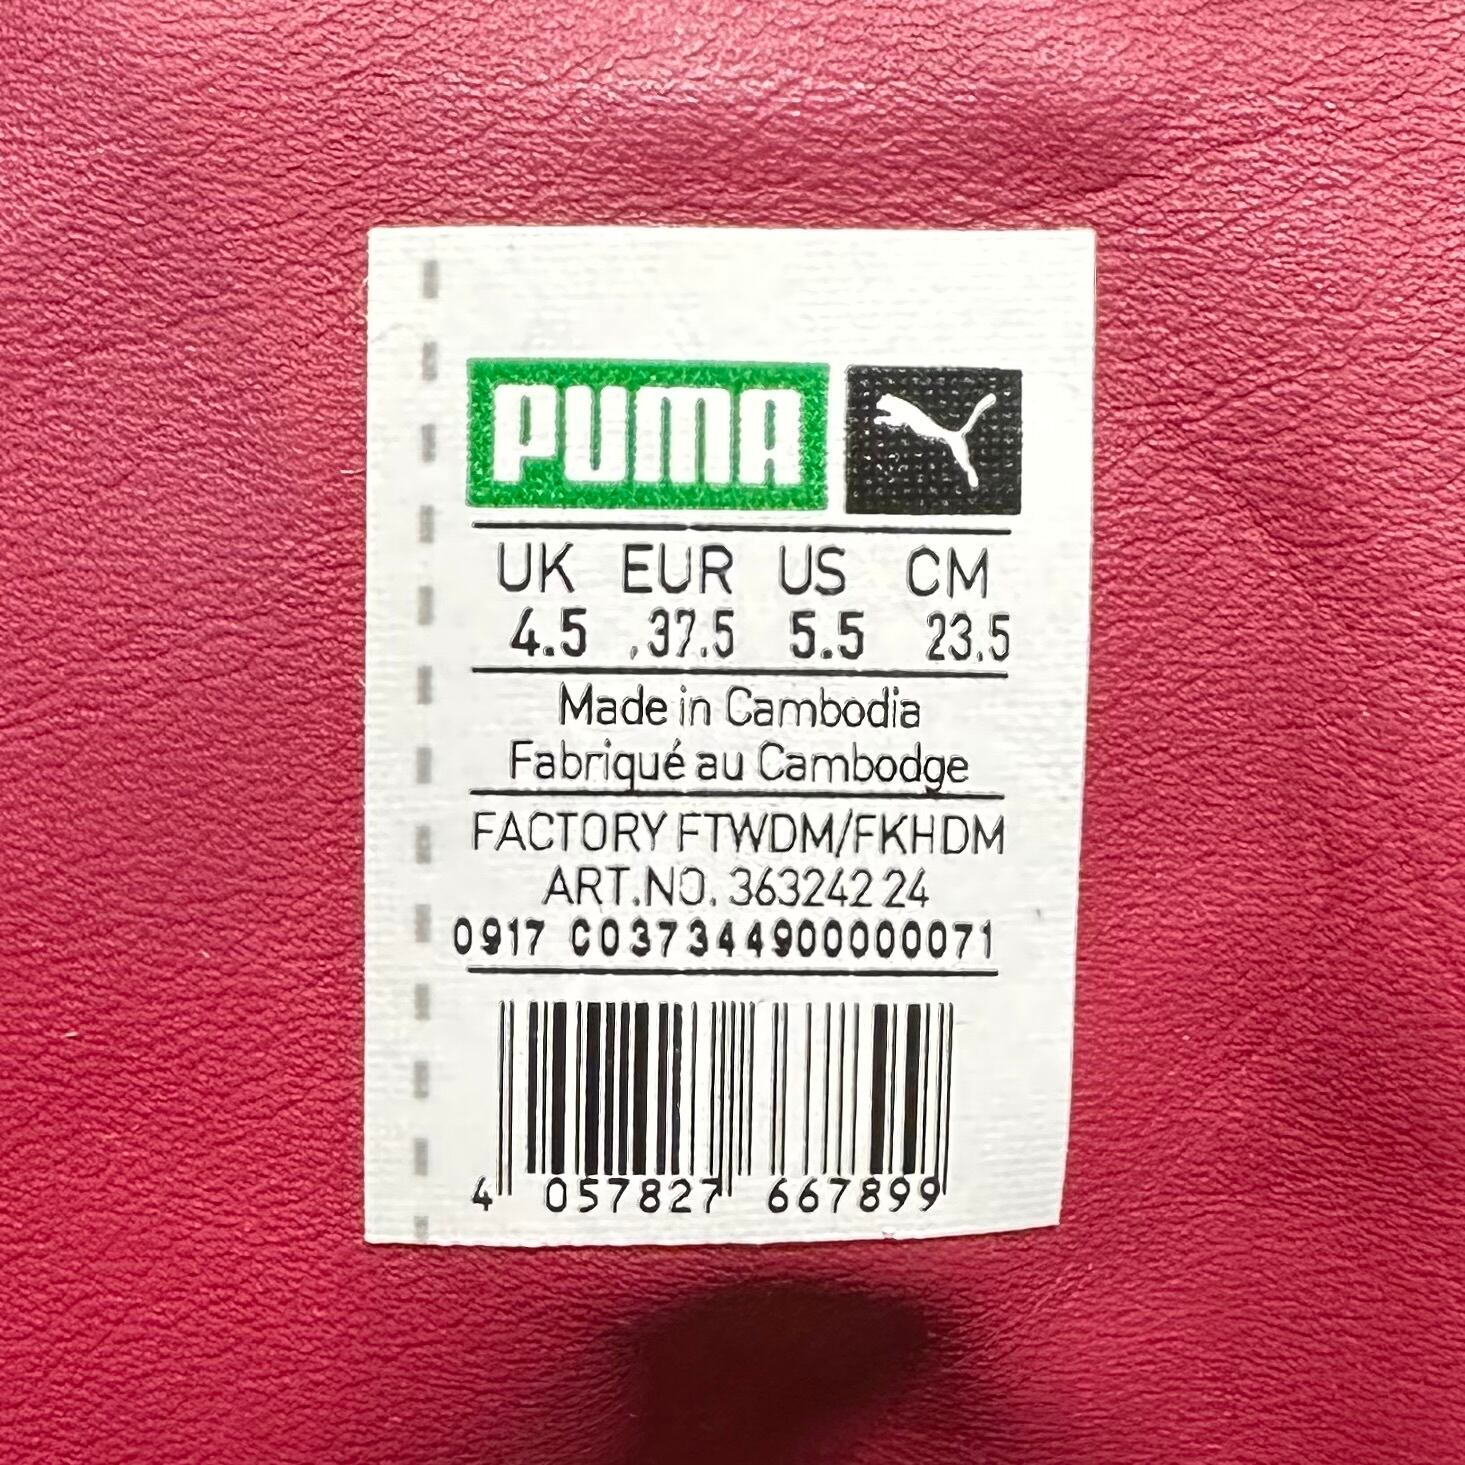 PUMA
UK EUR US CM
4.5 37.5 5.5 23.5
Made in Cambodia
Fabriqué au Cambodge
FACTORY FTWDM/FKHDM
ART.NO. 363242 24
0917 C037344900000071
4 057827 667899